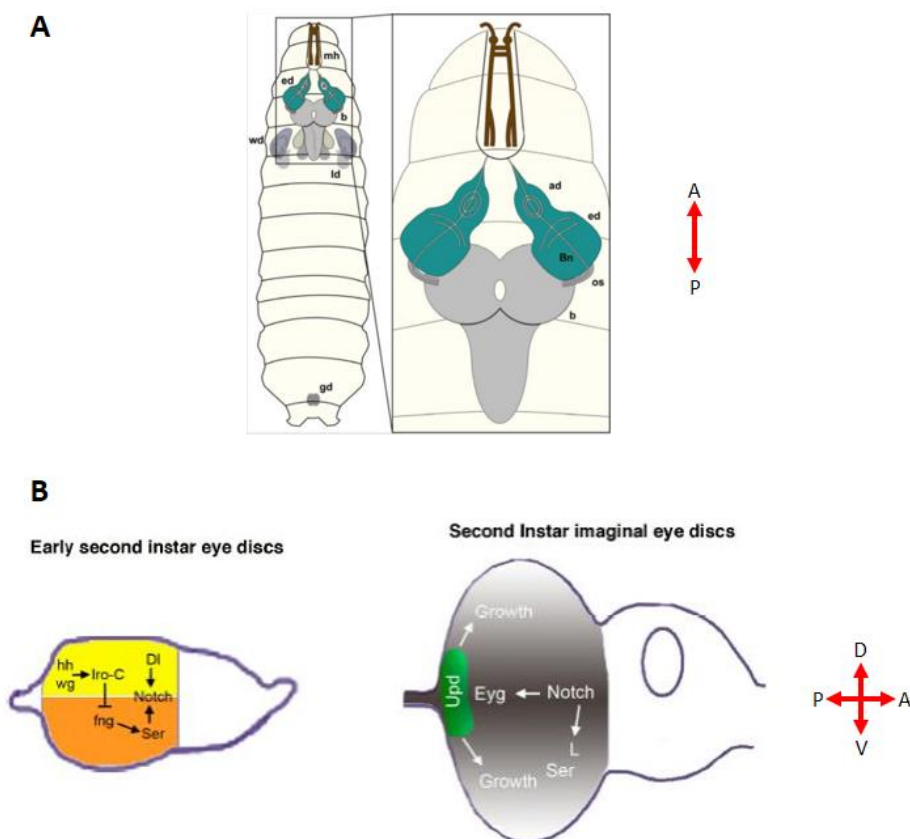 A
mh
ed
b
wd
ld
gd
ad
ed
Bn
os
b
A
P
B
Early second instar eye discs
Second Instar imaginal eye discs
hh
wg
Iro-C
Dl
Notch
fng
Ser
Growth
Upd
Eyg
Notch
L
Ser
Growth
D
P
A
V